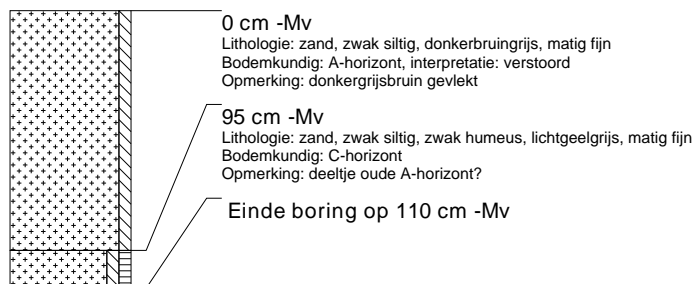 0 cm -Mv
Lithologie: zand, zwak siltig, donkerbruingrijs, matig fijn
Bodemkundig: A-horizont, interpretatie: verstoord
Opmerking: donkergrijsbruin gevlekt
95 cm -Mv
Lithologie: zand, zwak siltig, zwak humeus, lichtgeelgrijs, matig fijn
Bodemkundig: C-horizont
Opmerking: deeltje oude A-horizont?
Einde boring op 110 cm -Mv